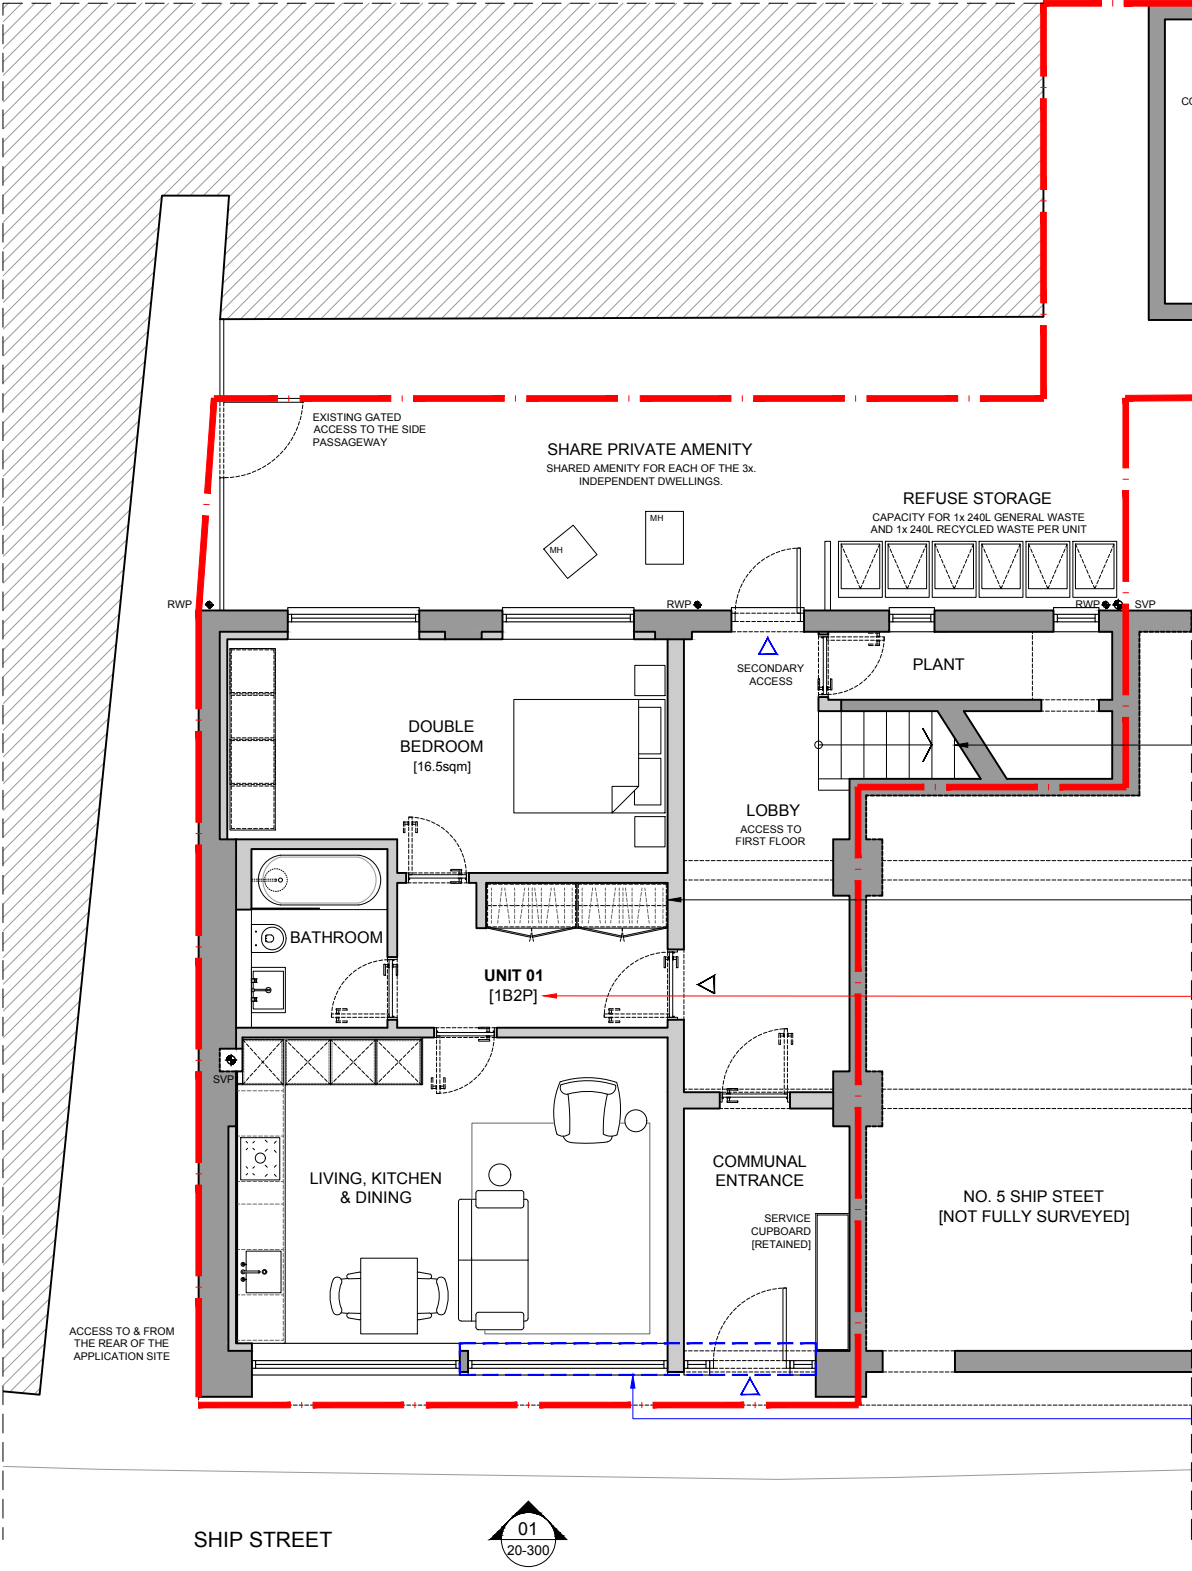 CO
EXISTING GATED
ACCESS TO THE SIDE
PASSAGEWAY
SHARE PRIVATE AMENITY
SHARED AMENITY FOR EACH OF THE 3x.
INDEPENDENT DWELLINGS.
REFUSE STORAGE
CAPACITY FOR 1x 240L GENERAL WASTE
AND 1x 240L RECYCLED WASTE PER UNIT
MH
MH
RWP
RWP
RWP
SVP
SECONDARY
ACCESS
PLANT
DOUBLE
BEDROOM
[16.5sqm]
LOBBY
ACCESS TO
FIRST FLOOR
BATHROOM
UNIT 01
[1B2P]
SVP
LIVING, KITCHEN
& DINING
COMMUNAL
ENTRANCE
SERVICE
CUPBOARD
[RETAINED]
NO. 5 SHIP STEET
[NOT FULLY SURVEYED]
ACCESS TO & FROM
THE REAR OF THE
APPLICATION SITE
SHIP STREET
01
20-300